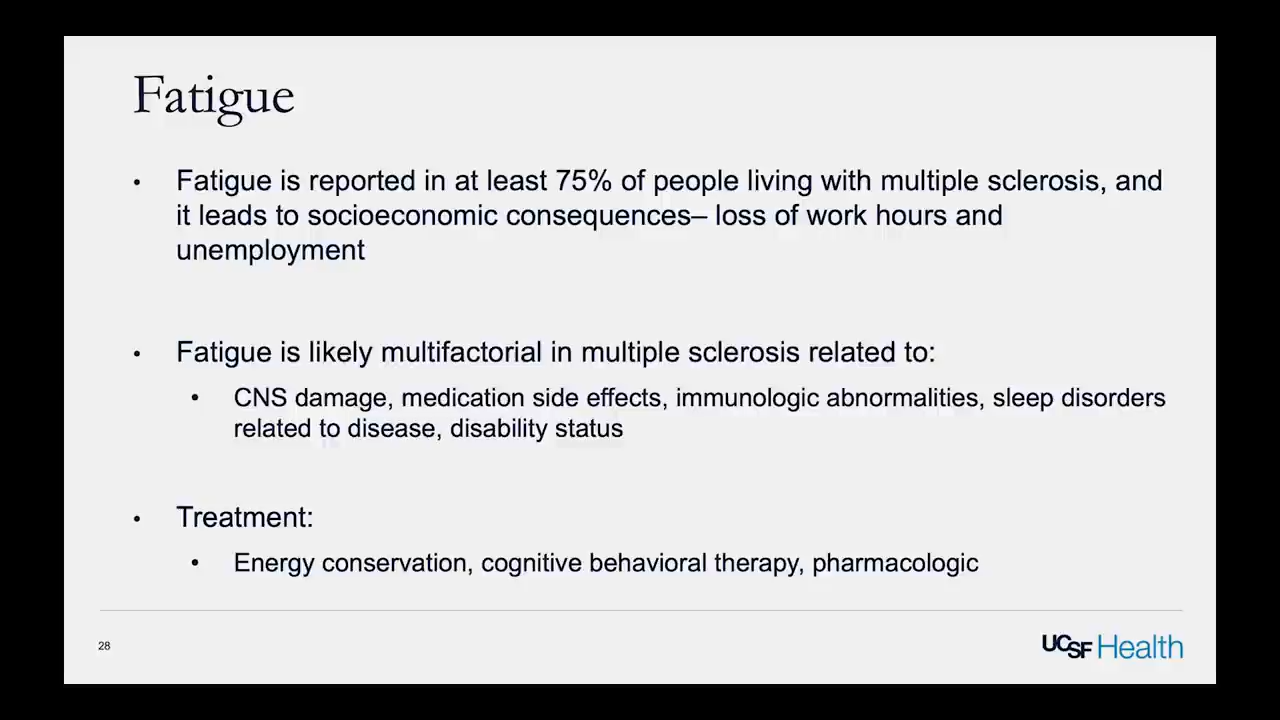 Fatigue
• Fatigue is reported in at least 75% of people living with multiple sclerosis, and
it leads to socioeconomic consequences– loss of work hours and
unemployment
• Fatigue is likely multifactorial in multiple sclerosis related to:
• CNS damage, medication side effects, immunologic abnormalities, sleep disorders
related to disease, disability status
• Treatment:
• Energy conservation, cognitive behavioral therapy, pharmacologic
28
UCSF Health